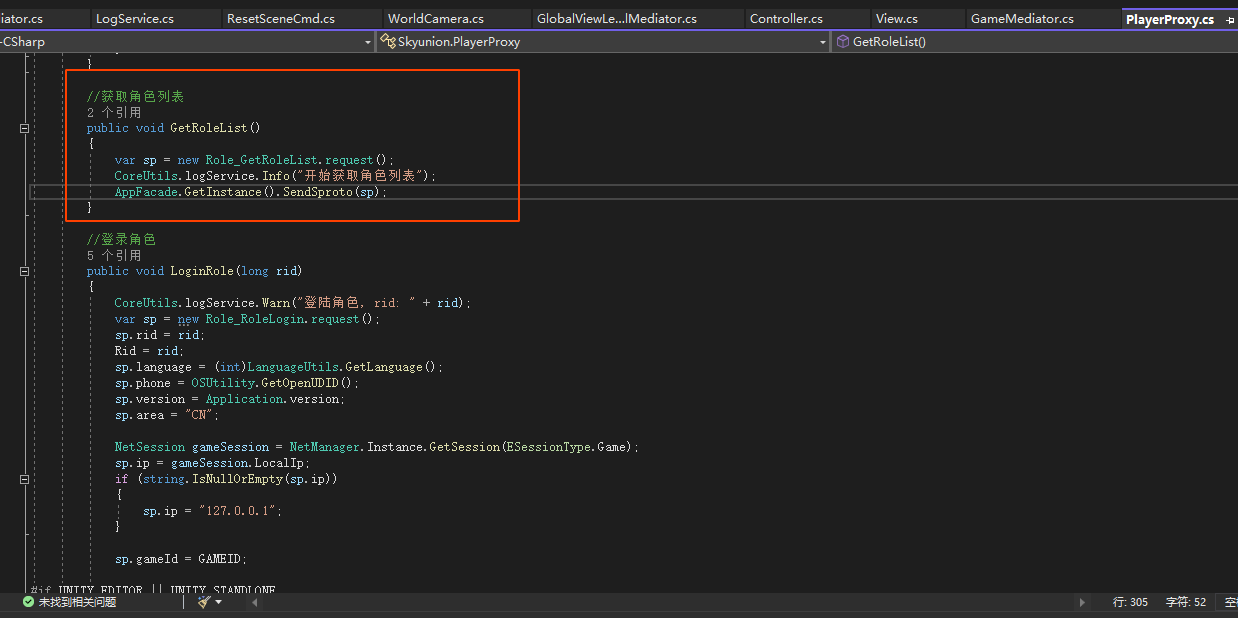 iator.cs LogService.cs ResetSceneCmd.cs WorldCamera.cs GlobalViewLe...lMediator.cs Controller.cs View.cs GameMediator.cs PlayerProxy.cs
-CSharp Skyunion.PlayerProxy GetRoleList()
}
//获取角色列表
2 个引用
public void GetRoleList()
{
var sp = new Role_GetRoleList.request();
CoreUtils.logService.Info("开始获取角色列表");
AppFacade.GetInstance().SendSproto(sp);
}
//登录角色
5 个引用
public void LoginRole(long rid)
{
CoreUtils.logService.Warn("登陆角色, rid: " + rid);
var sp = new Role_RoleLogin.request();
sp.rid = rid;
Rid = rid;
sp.language = (int)LanguageUtils.GetLanguage();
sp.phone = OSUtility.GetOpenUDID();
sp.version = Application.version;
sp.area = "CN";
NetSession gameSession = NetManager.Instance.GetSession(ESessionType.Game);
sp.ip = gameSession.LocalIp;
if (string.IsNullOrEmpty(sp.ip))
{
sp.ip = "127.0.0.1";
}
sp.gameId = GAMEID;
#if UNITY_EDITOR || UNITY_STANDLONE
未找到相关问题 行: 305 字符: 52 空